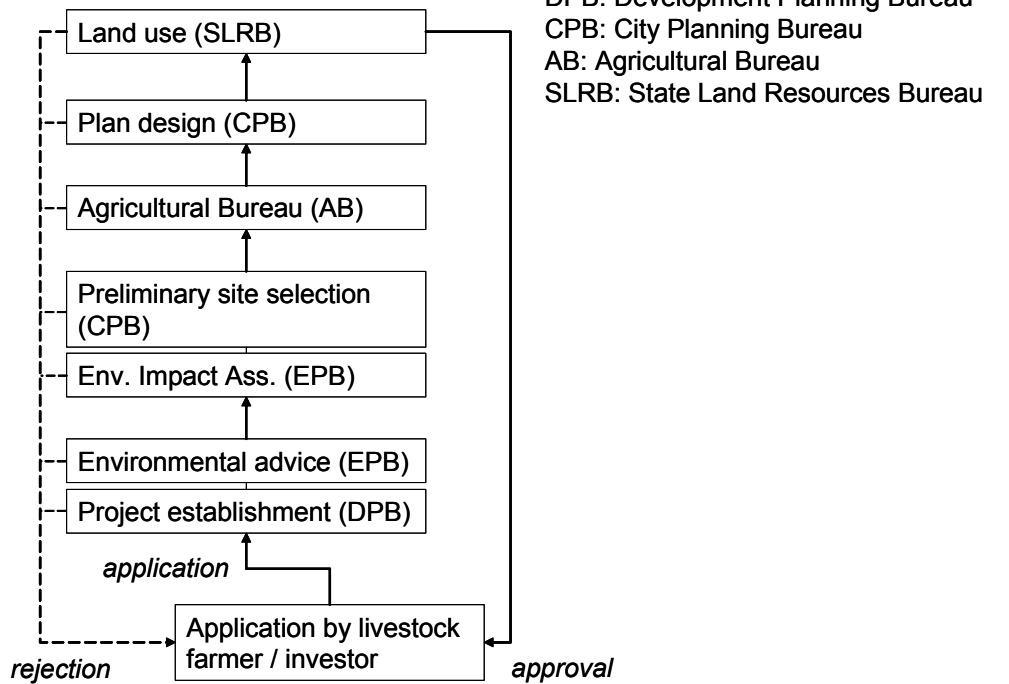 DPB: Development Planning Bureau
CPB: City Planning Bureau
AB: Agricultural Bureau
SLRB: State Land Resources Bureau
Land use (SLRB)
Plan design (CPB)
Agricultural Bureau (AB)
Preliminary site selection
(CPB)
Env. Impact Ass. (EPB)
Environmental advice (EPB)
Project establishment (DPB)
application
Application by livestock
farmer / investor
rejection
approval